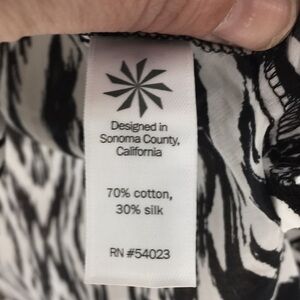 Designed in
Sonoma County,
California
70% cotton,
30% silk
RN #54023